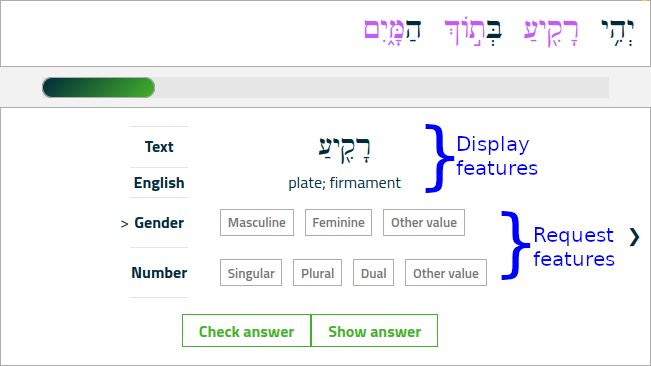 יְהִ֥י רָקִ֖יעַ בְּת֣וֹךְ הַמָּ֑יִם
Text רָקִ֖יעַ
English plate; firmament
} Display
features
> Gender Masculine Feminine Other value
Number Singular Plural Dual Other value
} Request
features
❯
Check answer Show answer